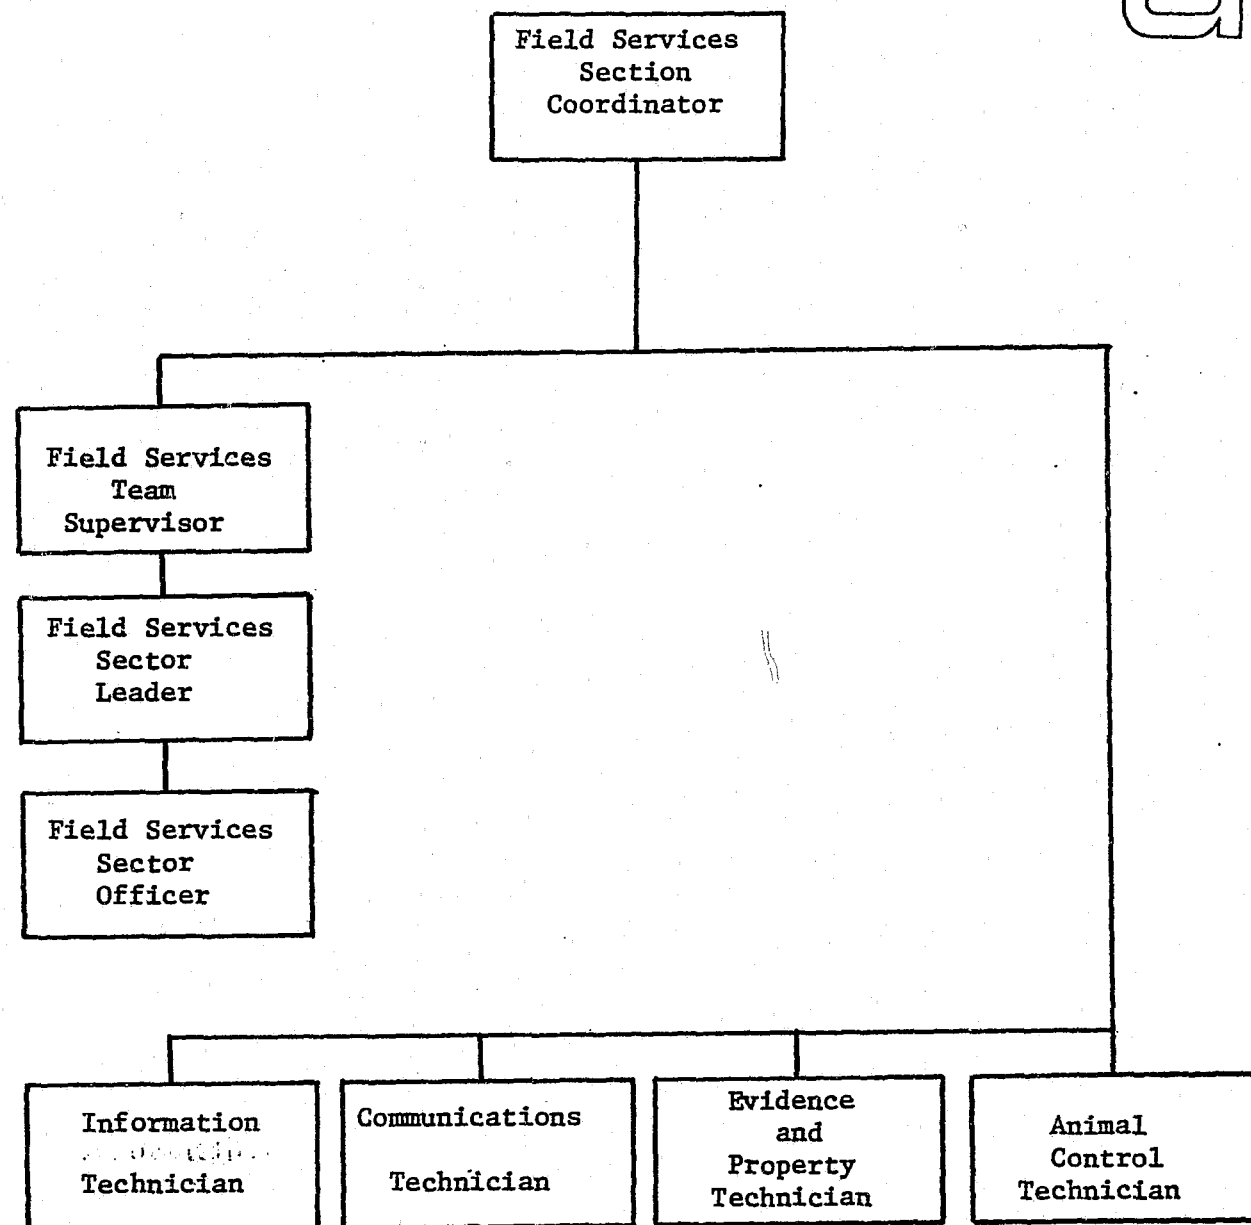 Field Services
Section
Coordinator
Field Services
Team
Supervisor
Field Services
Sector
Leader
Field Services
Sector
Officer
Information
Technician
Communications
Technician
Evidence
and
Property
Technician
Animal
Control
Technician